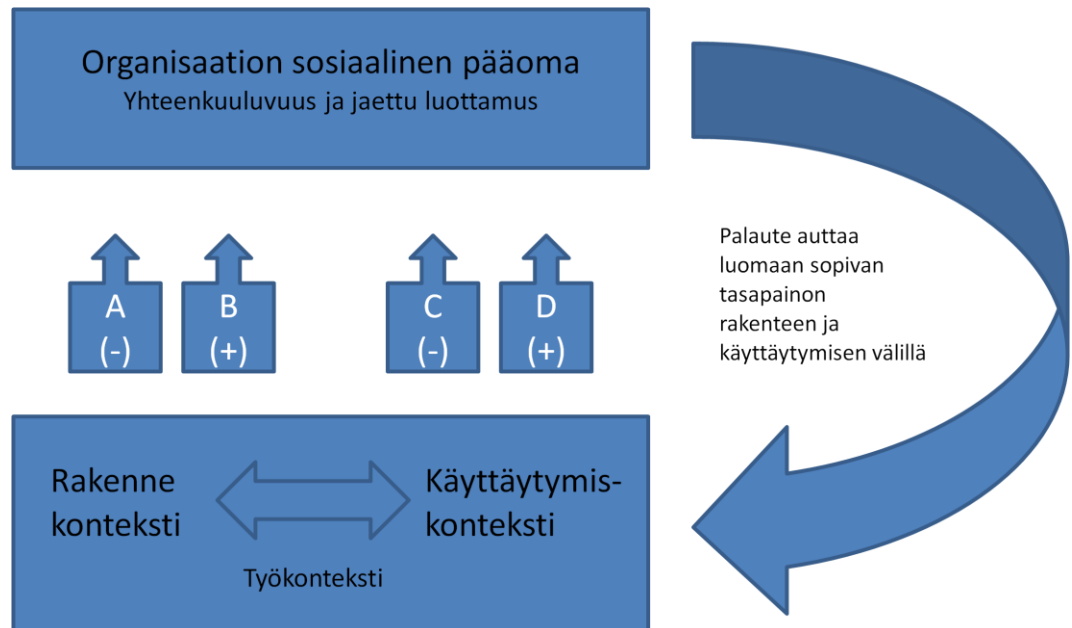 Organisaation sosiaalinen pääoma
Yhteenkuuluvuus ja jaettu luottamus
A
(-)
B
(+)
C
(-)
D
(+)
Palaute auttaa
luomaan sopivan
tasapainon
rakenteen ja
käyttäytymisen välillä
Rakenne
konteksti
Käyttäytymis-
konteksti
Työkonteksti